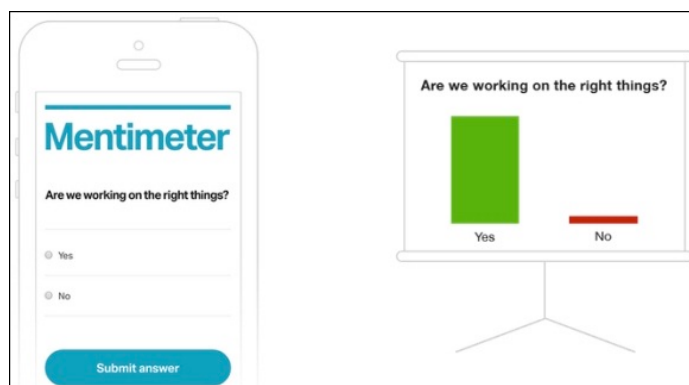 Mentimeter
Are we working on the right things?
Yes
No
Submit answer
Are we working on the right things?
Yes
No